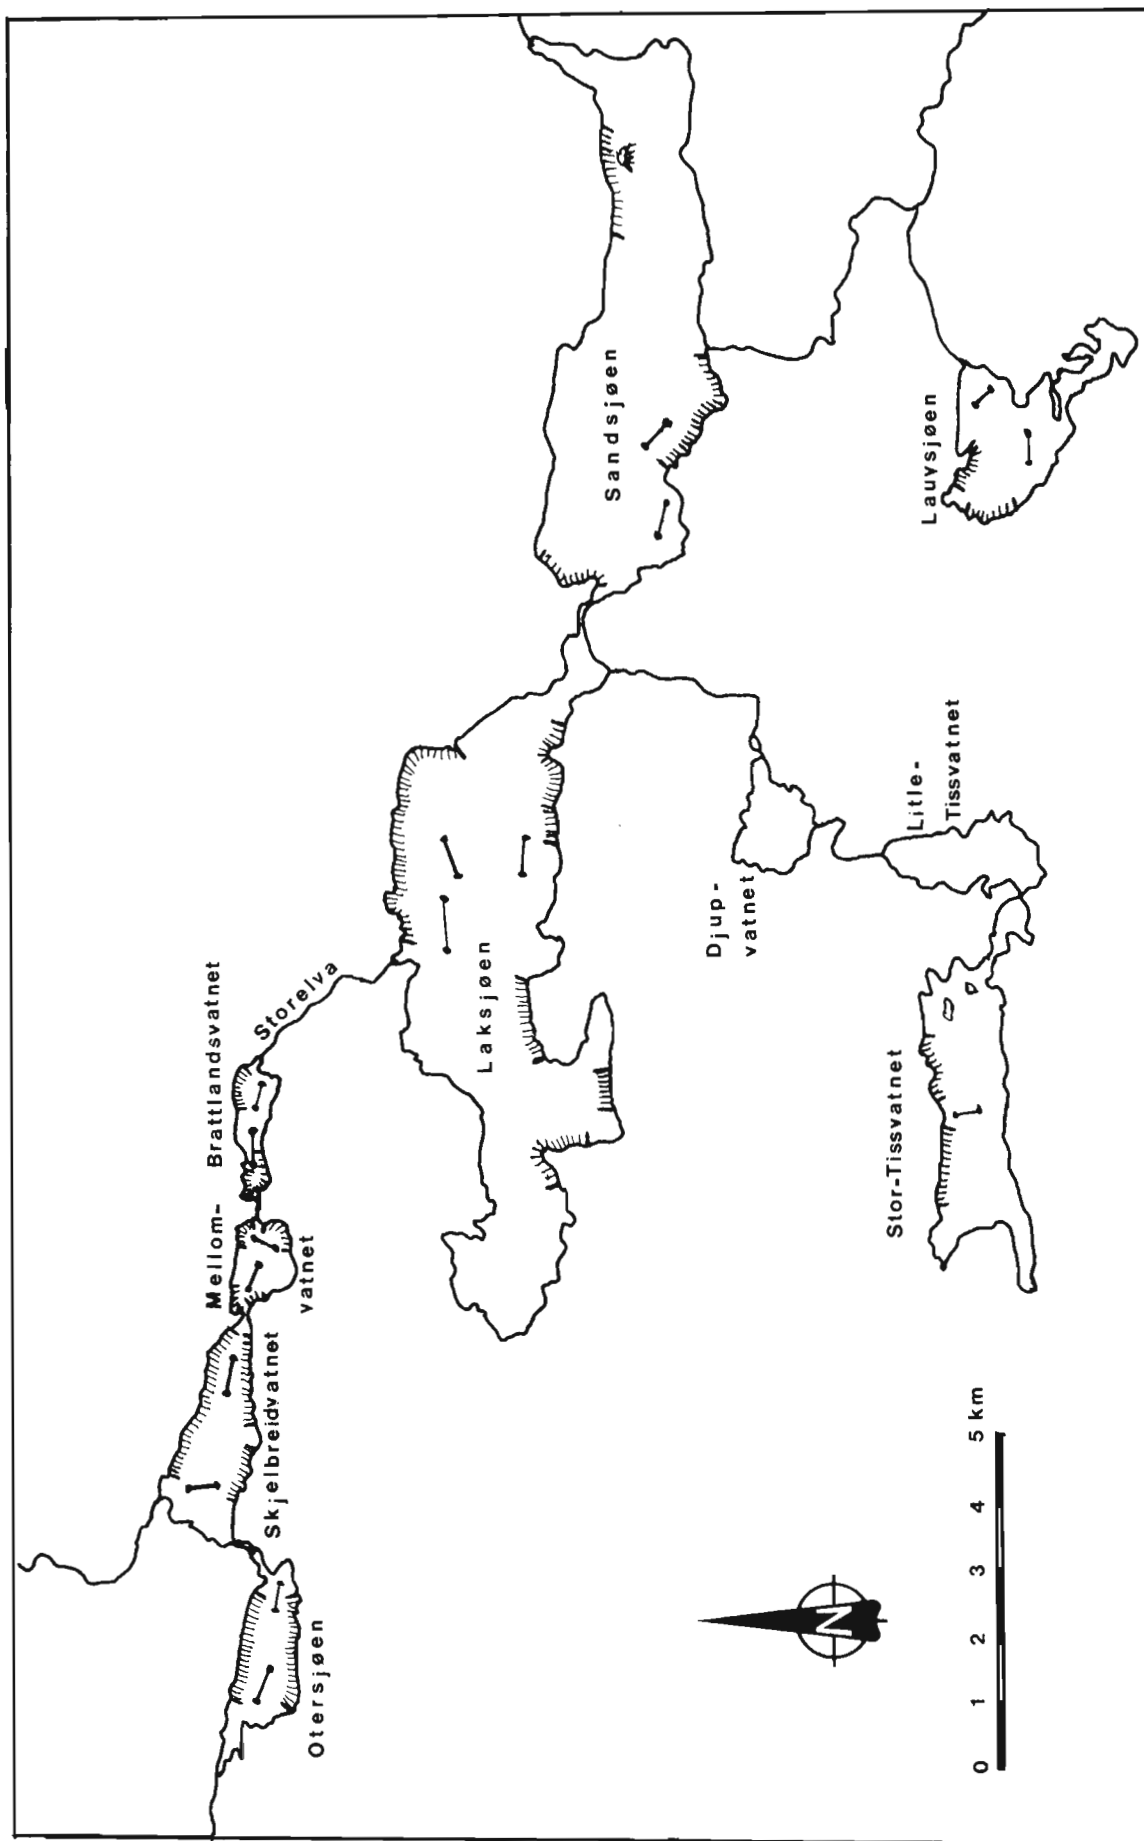 Otersjøen
Skjelbreidvatnet
Mellom-
vatnet
Brattlandsvatnet
Storelva
Laksjøen
Sandsjøen
Djup-
vatnet
Litle-
Tissvatnet
Stor-Tissvatnet
Lauvsjøen
N
0 1 2 3 4 5 km